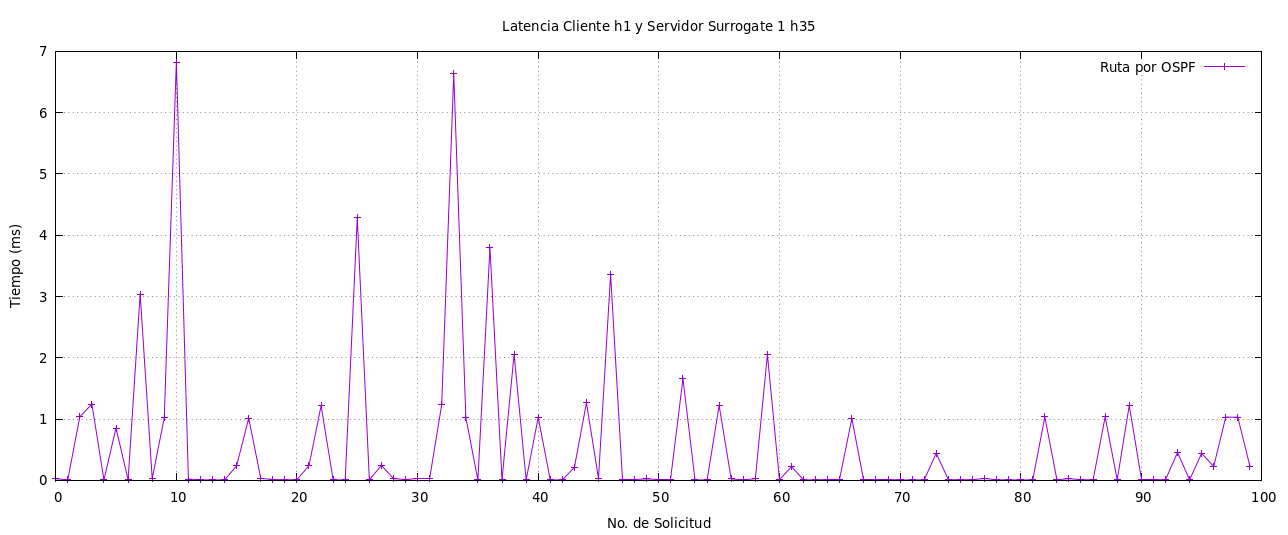 Latencia Cliente h1 y Servidor Surrogate 1 h35
Ruta por OSPF
Tiempo (ms)
7
6
5
4
3
2
1
0
0 10 20 30 40 50 60 70 80 90 100
No. de Solicitud